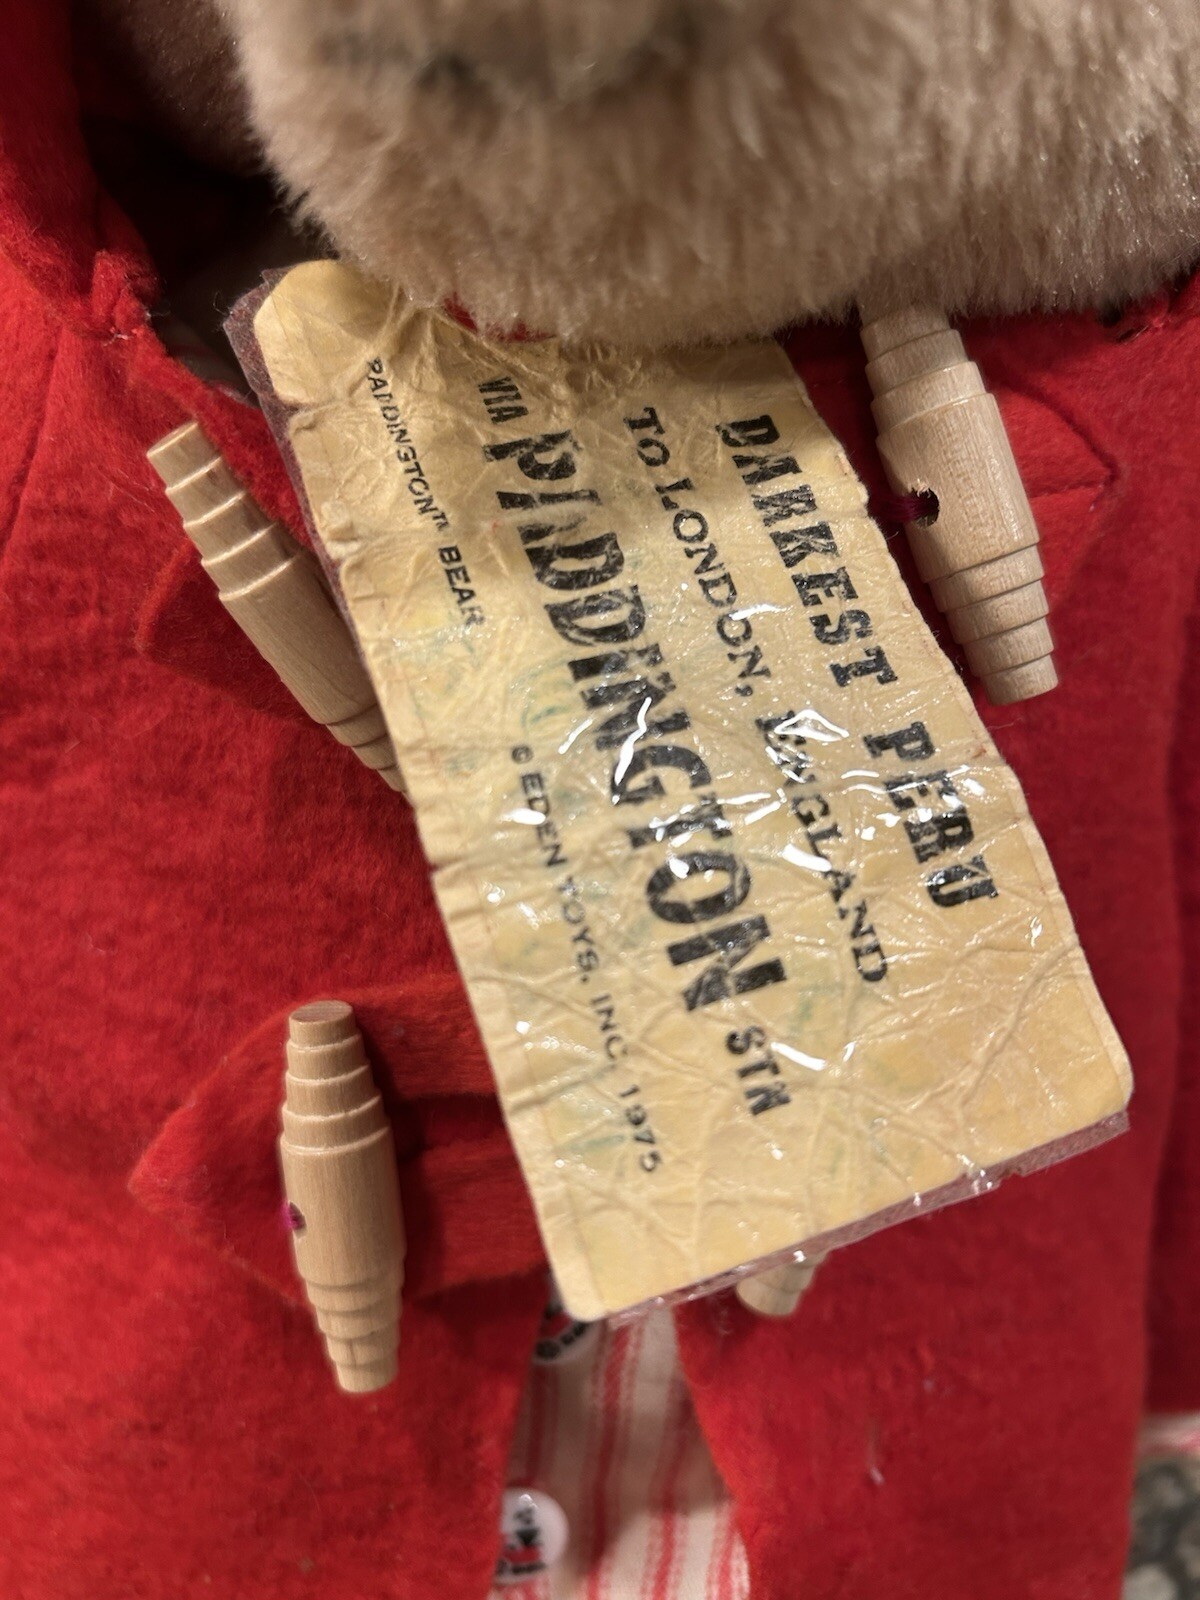 DARKEST PERU
TO LONDON, ENGLAND
VIA PADDINGTON STN
© EDEN TOYS, INC. 1975
PADDINGTON™ BEAR